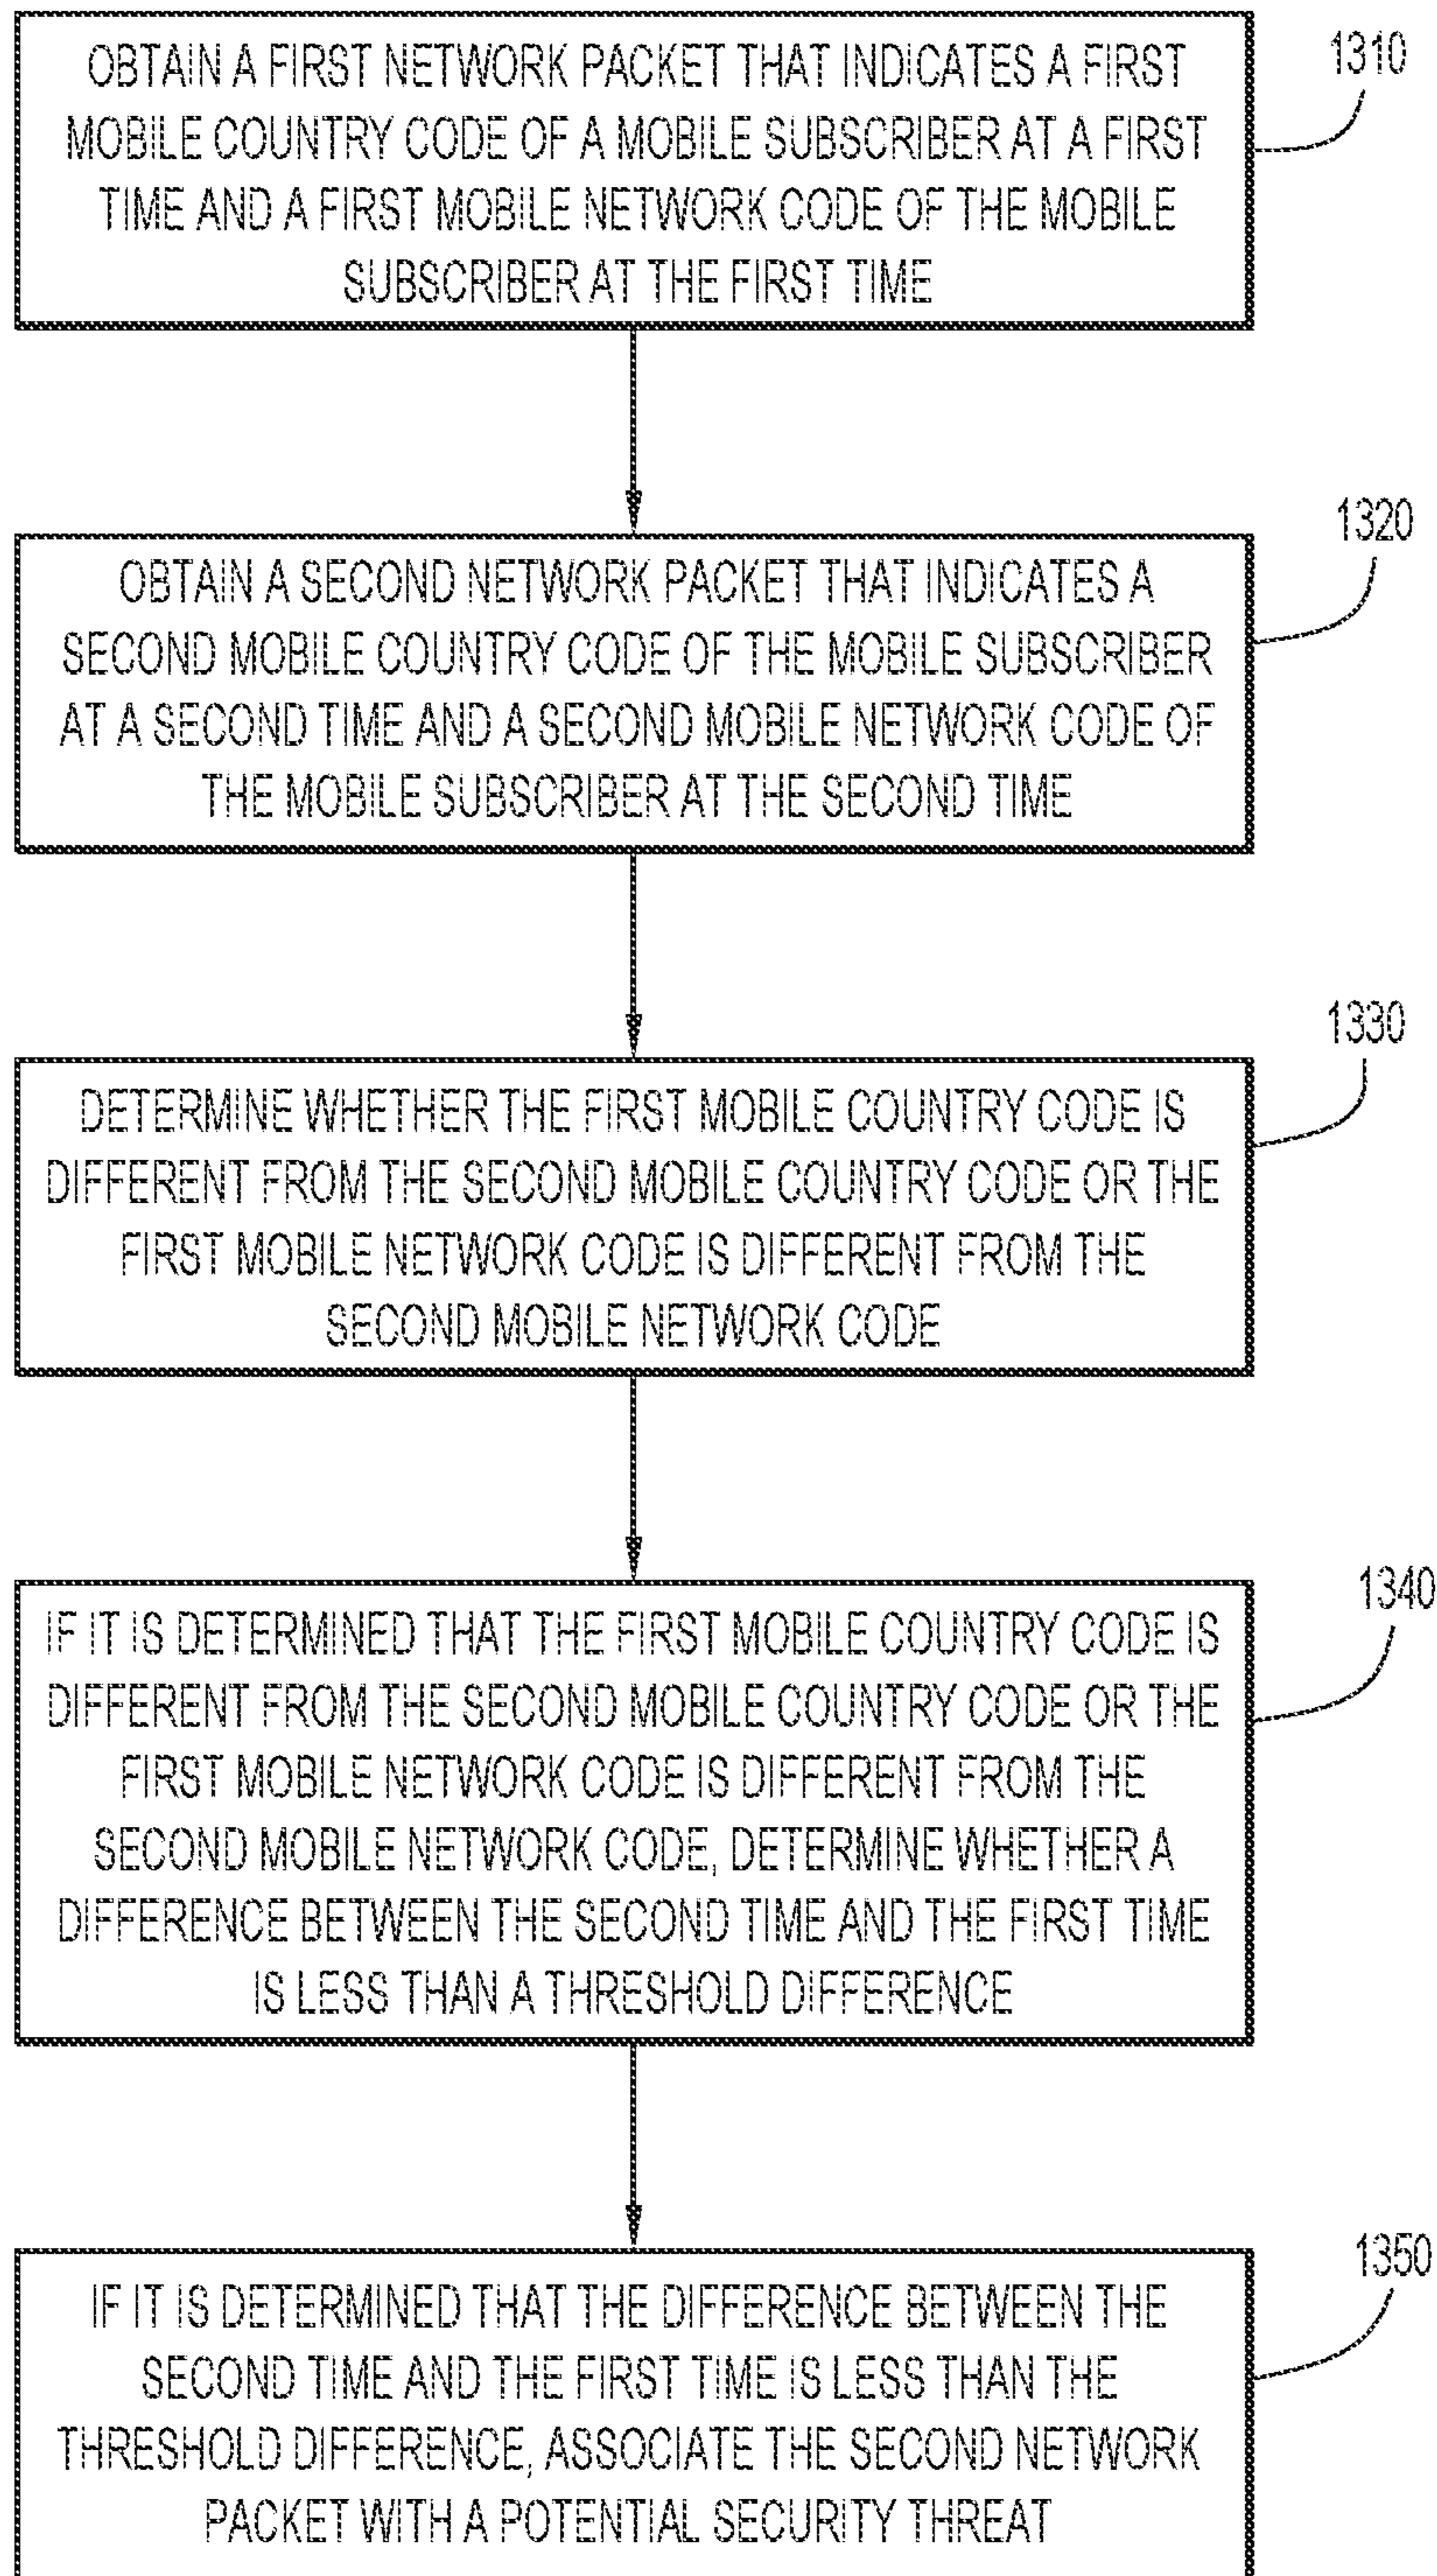 OBTAIN A FIRST NETWORK PACKET THAT INDICATES A FIRST
MOBILE COUNTRY CODE OF A MOBILE SUBSCRIBER AT A FIRST
TIME AND A FIRST MOBILE NETWORK CODE OF THE MOBILE
SUBSCRIBER AT THE FIRST TIME
1310
OBTAIN A SECOND NETWORK PACKET THAT INDICATES A
SECOND MOBILE COUNTRY CODE OF THE MOBILE SUBSCRIBER
AT A SECOND TIME AND A SECOND MOBILE NETWORK CODE OF
THE MOBILE SUBSCRIBER AT THE SECOND TIME
1320
DETERMINE WHETHER THE FIRST MOBILE COUNTRY CODE IS
DIFFERENT FROM THE SECOND MOBILE COUNTRY CODE OR THE
FIRST MOBILE NETWORK CODE IS DIFFERENT FROM THE
SECOND MOBILE NETWORK CODE
1330
IF IT IS DETERMINED THAT THE FIRST MOBILE COUNTRY CODE IS
DIFFERENT FROM THE SECOND MOBILE COUNTRY CODE OR THE
FIRST MOBILE NETWORK CODE IS DIFFERENT FROM THE
SECOND MOBILE NETWORK CODE, DETERMINE WHETHER A
DIFFERENCE BETWEEN THE SECOND TIME AND THE FIRST TIME
IS LESS THAN A THRESHOLD DIFFERENCE
1340
IF IT IS DETERMINED THAT THE DIFFERENCE BETWEEN THE
SECOND TIME AND THE FIRST TIME IS LESS THAN THE
THRESHOLD DIFFERENCE, ASSOCIATE THE SECOND NETWORK
PACKET WITH A POTENTIAL SECURITY THREAT
1350